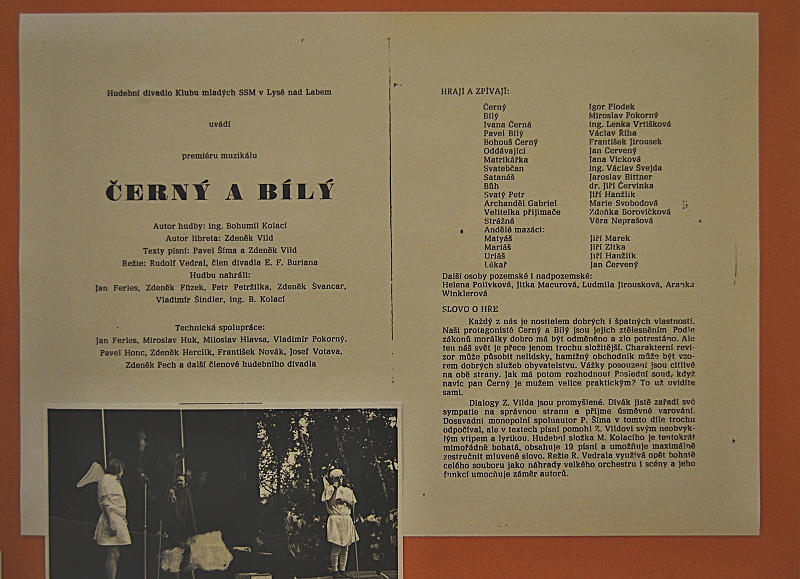 Hudební divadlo Klubu mladých SSM v Lysé nad Labem
uvádí
premiéru muzikálu
ČERNÝ A BÍLÝ
Autor hudby: ing. Bohumil Kolací
Autor libreta: Zdeněk Vild
Texty písní: Pavel Šíma a Zdeněk Vild
Režie: Rudolf Vedral, člen divadla E. F. Buriana
Hudbu nahráli:
Jan Ferles, Zdeněk Fűzek, Petr Petržilka, Zdeněk Švancar,
Vladimír Šindler, ing. B. Kolací
Technická spolupráce:
Jan Ferles, Miroslav Huk, Miloslav Hlavsa, Vladimír Pokorný,
Pavel Honc, Zdeněk Herclík, František Novák, Josef Votava,
Zdeněk Pech a další členové hudebního divadla
HRAJÍ A ZPÍVAJÍ:
Černý Igor Plodek
Bílý Miroslav Pokorný
Ivana Černá ing. Lenka Vrtišková
Pavel Bílý Václav Říha
Bohouš Černý František Jirousek
Oddávající Jan Červený
Matrikářka Jana Vicková
Svatebčan ing. Václav Švejda
Satanáš Jaroslav Bittner
Bůh dr. Jiří Červinka
Svatý Petr Jiří Hanžlík
Archanděl Gabriel Marie Svobodová
Velitelka přijímače Zdeňka Borovičková
Strážná Věra Neprašová
Andělé mazáci:
Matyáš Jiří Marek
Mariáš Jiří Zítka
Uriáš Jiří Hanžlík
Lékař Jan Červený
Další osoby pozemské i nadpozemské:
Helena Polívková, Jitka Macurová, Ludmila Jirousková, Aranka
Winklerová
SLOVO O HŘE
Každý z nás je nositelem dobrých i špatných vlastností.
Naši protagonisté Černý a Bílý jsou jejich ztělesněním. Podle
zákonů morálky dobro má být odměněno a zlo potrestáno. Ale
ten náš svět je přece jenom trochu složitější. Charakterní revi-
zor může působit nelidsky, hamižný obchodník může být vzo-
rem dobrých služeb obyvatelstvu. Vážky posouzení jsou citlivé
na obě strany. Jak má potom rozhodnout Poslední soud, když
navíc pan Černý je mužem velice praktickým? To už uvidíte
sami.
Dialogy Z. Vilda jsou promyšlené. Divák jistě zařadí své
sympatie na správnou stranu a přijme úsměvné varování.
Dosavadní monopolní spoluautor P. Šíma v tomto díle trochu
odpočíval, ale v textech písní pomohl Z. Vildovi svým neobvyk-
lým vtipem a lyrikou. Hudební složka M. Kolacího je tentokrát
mimořádně bohatá, obsahuje 19 písní a umožňuje maximálně
zestručnit mluvené slovo. Režie R. Vedrala využívá opět bohatě
celého souboru jako náhrady velkého orchestru i scény a jeho
funkcí umocňuje záměr autorů.